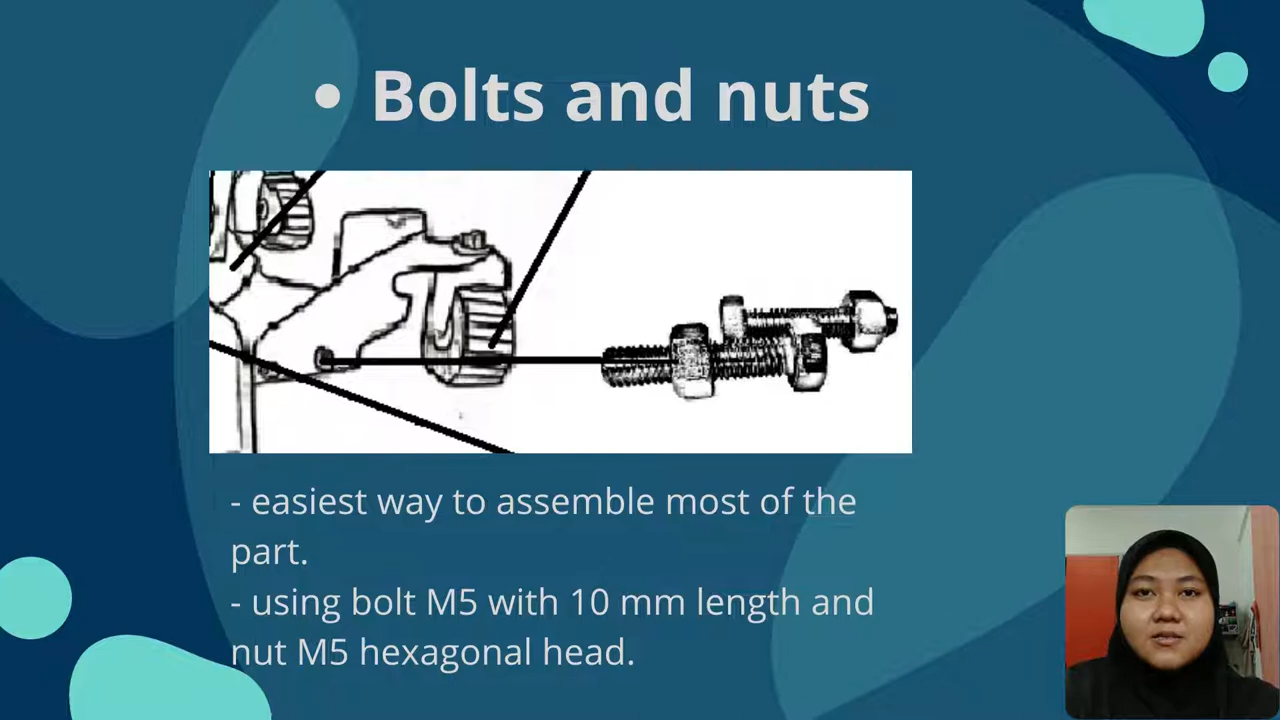 • Bolts and nuts
- easiest way to assemble most of the
part.
- using bolt M5 with 10 mm length and
nut M5 hexagonal head.